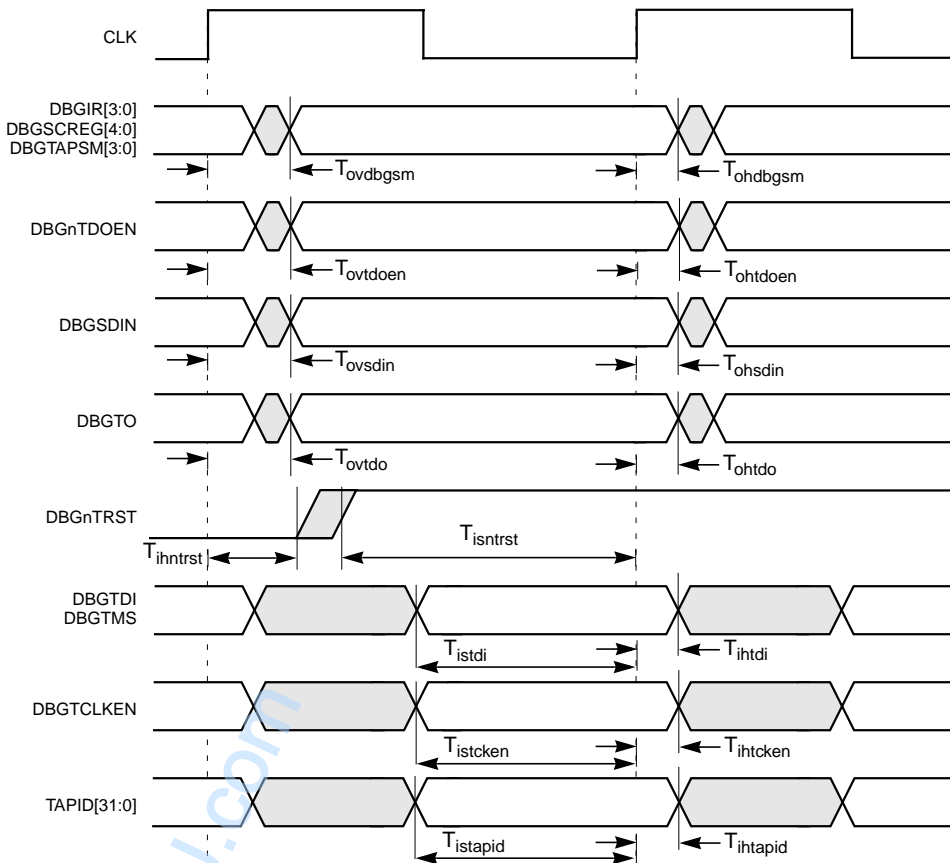 CLK
DBGIR[3:0]
DBGSCREG[4:0]
DBGTAPSM[3:0]
Tovdbgsm
Tohdbgsm
DBGnTDOEN
Tovtdoen
Tohtdoen
DBGSDIN
Tovsdin
Tohsdin
DBGTO
Tovtdo
Tohtdo
DBGnTRST
Tihntrst
Tisntrst
DBGTDI
DBGTMS
Tistdi
Tihtdi
DBGTCLKEN
Tistcken
Tihtcken
TAPID[31:0]
Tistapid
Tihtapid
.com